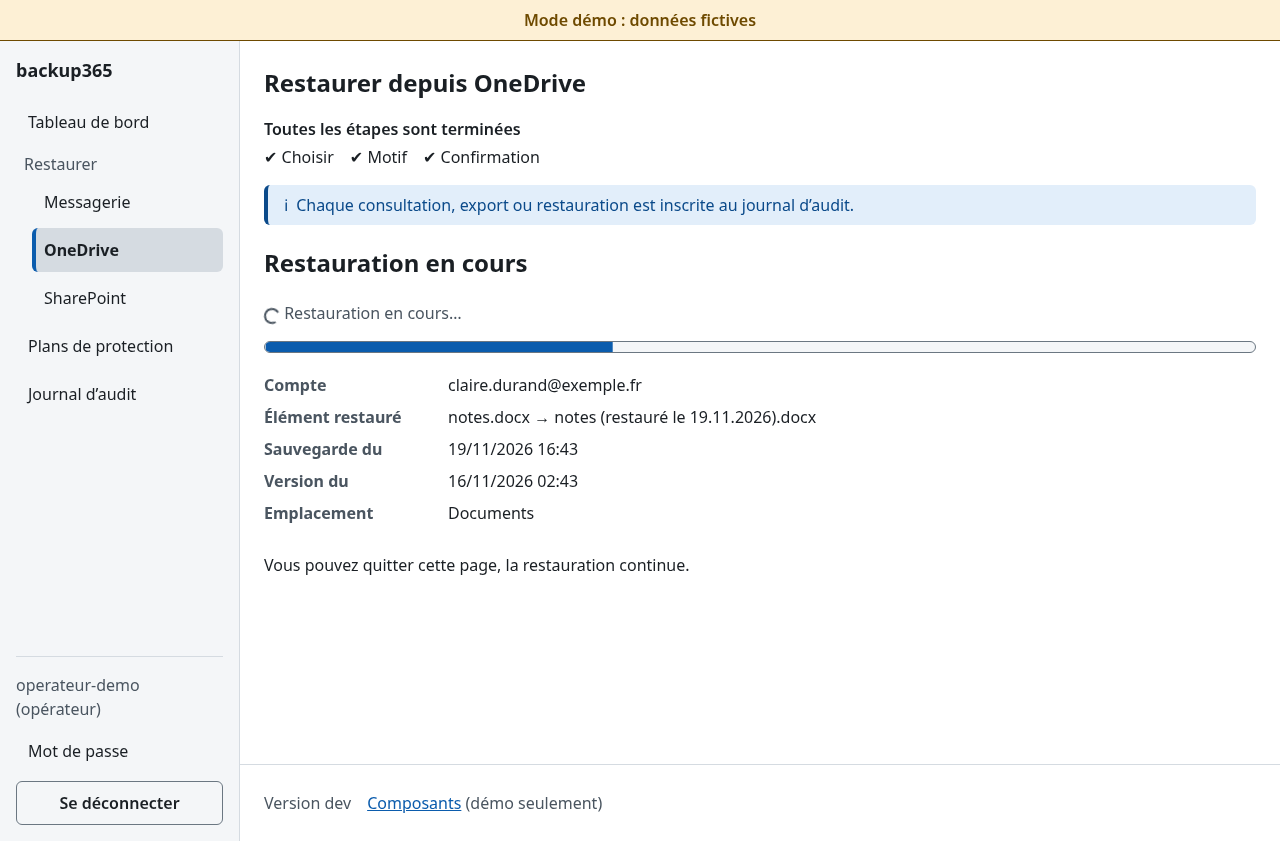 Mode démo : données fictives
backup365
Tableau de bord
Restaurer
Messagerie
OneDrive
SharePoint
Plans de protection
Journal d’audit
operateur-demo
(opérateur)
Mot de passe
Se déconnecter
Restaurer depuis OneDrive
Toutes les étapes sont terminées
✔ Choisir ✔ Motif ✔ Confirmation
i Chaque consultation, export ou restauration est inscrite au journal d’audit.
Restauration en cours
Restauration en cours…
Compte claire.durand@exemple.fr
Élément restauré notes.docx → notes (restauré le 19.11.2026).docx
Sauvegarde du 19/11/2026 16:43
Version du 16/11/2026 02:43
Emplacement Documents
Vous pouvez quitter cette page, la restauration continue.
Version dev Composants (démo seulement)